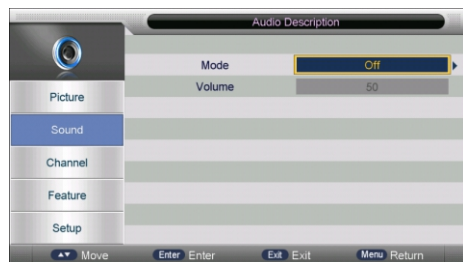 Audio Description
Mode Off
Volume 50
Picture
Sound
Channel
Feature
Setup
Move Enter Enter Exit Exit Menu Return